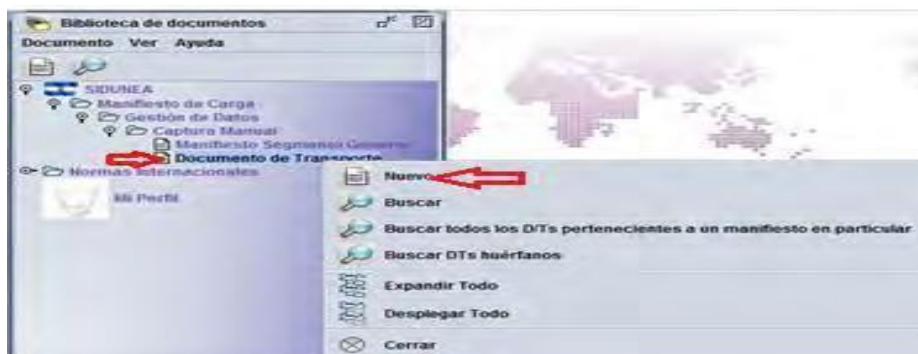 Biblioteca de documentos
Documento Ver Ayuda
SIDUNEA
Manifiesto de Carga
Gestión de Datos
Captura Manual
Manifiesto Segmento General
Documento de Transporte
Normas Internacionales
Mi Perfil
Nuevo
Buscar
Buscar todos los D/Ts pertenecientes a un manifiesto en particular
Buscar DTs huérfanos
Expandir Todo
Desplegar Todo
Cerrar